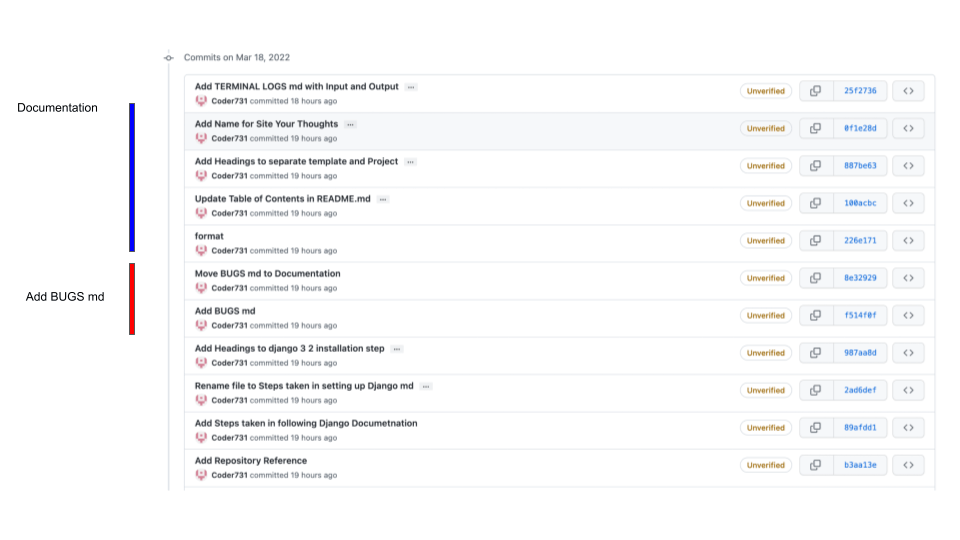 Commits on Mar 18, 2022
Add TERMINAL LOGS md with Input and Output ...
Coder731 committed 18 hours ago
Unverified
25f2736
Documentation
Add Name for Site Your Thoughts ...
Coder731 committed 19 hours ago
Unverified
0f1e28d
Add Headings to separate template and Project ...
Coder731 committed 19 hours ago
Unverified
887be63
Update Table of Contents in README.md ...
Coder731 committed 19 hours ago
Unverified
100acbc
format
Coder731 committed 19 hours ago
Unverified
226e171
Move BUGS md to Documentation
Coder731 committed 19 hours ago
Unverified
8e32929
Add BUGS md
Add BUGS md
Coder731 committed 19 hours ago
Unverified
f514f0f
Add Headings to django 3 2 installation step ...
Coder731 committed 19 hours ago
Unverified
987aa8d
Rename file to Steps taken in setting up Django md ...
Coder731 committed 19 hours ago
Unverified
2ad6def
Add Steps taken in following Django Documetnation
Coder731 committed 19 hours ago
Unverified
89afdd1
Add Repository Reference
Coder731 committed 19 hours ago
Unverified
b3aa13e